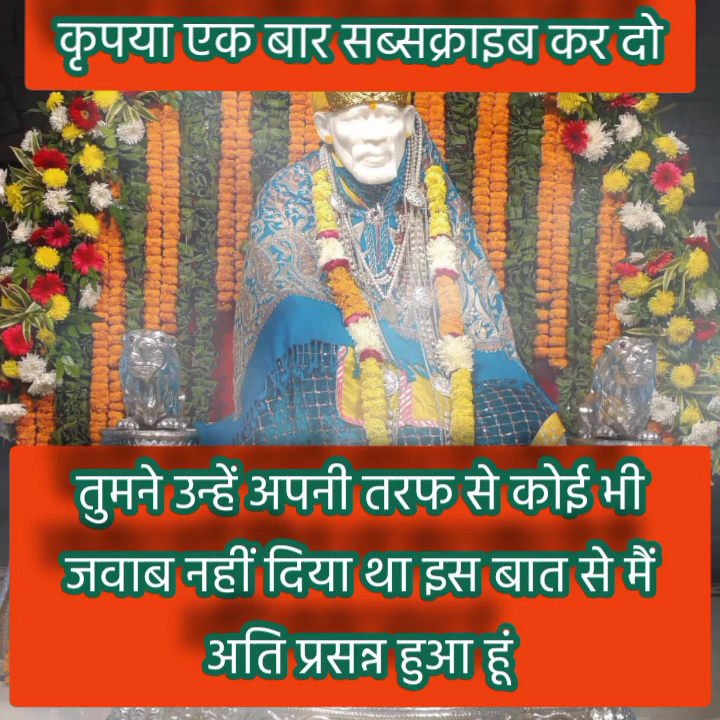 कृपया एक बार सब्सक्राइब कर दो
तुमने उन्हें अपनी तरफ से कोई भी
जवाब नहीं दिया था इस बात से मैं
अति प्रसन्न हुआ हूं